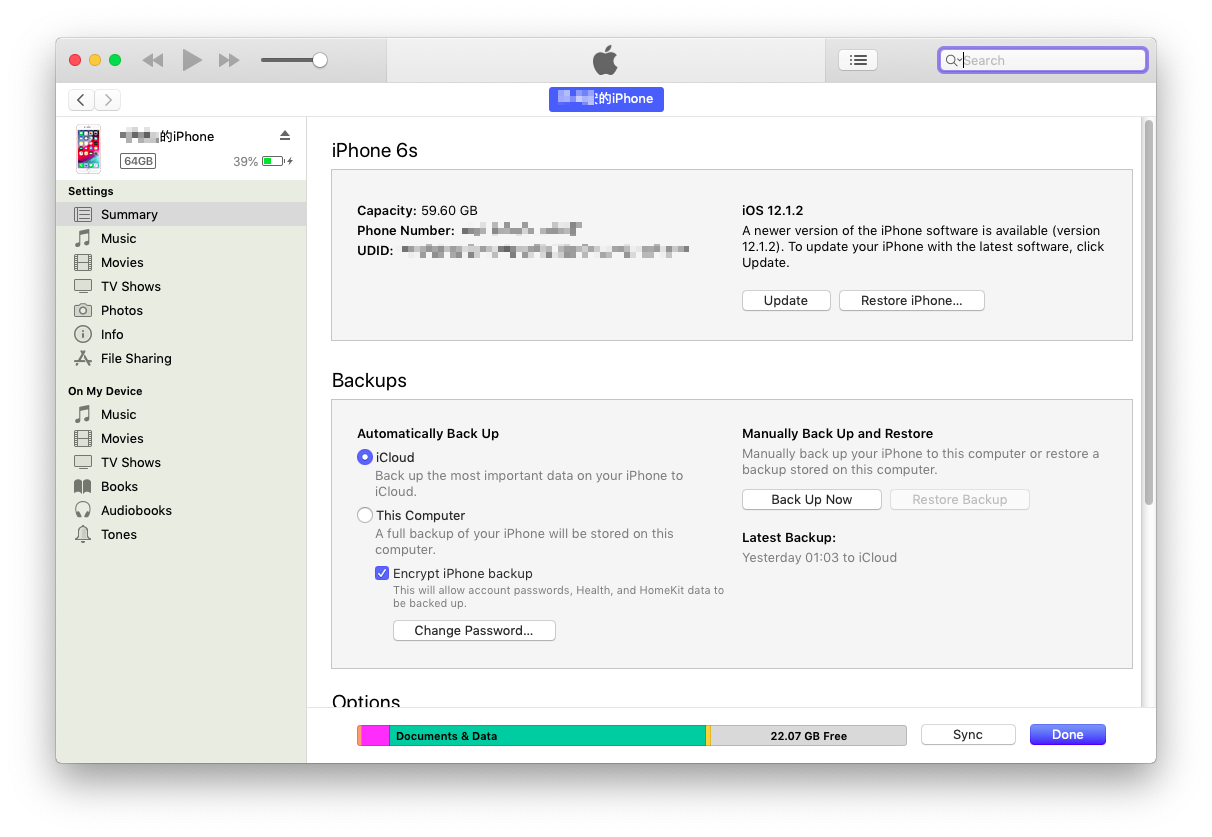 Search
的iPhone
的iPhone
64GB
39%
Settings
Summary
Music
Movies
TV Shows
Photos
Info
File Sharing
On My Device
Music
Movies
TV Shows
Books
Audiobooks
Tones
iPhone 6s
Capacity: 59.60 GB
Phone Number:
UDID:
iOS 12.1.2
A newer version of the iPhone software is available (version
12.1.2). To update your iPhone with the latest software, click
Update.
Update
Restore iPhone...
Backups
Automatically Back Up
iCloud
Back up the most important data on your iPhone to
iCloud.
This Computer
A full backup of your iPhone will be stored on this
computer.
Encrypt iPhone backup
This will allow account passwords, Health, and HomeKit data to
be backed up.
Change Password...
Manually Back Up and Restore
Manually back up your iPhone to this computer or restore a
backup stored on this computer.
Back Up Now
Restore Backup
Latest Backup:
Yesterday 01:03 to iCloud
Options
Documents & Data
22.07 GB Free
Sync
Done